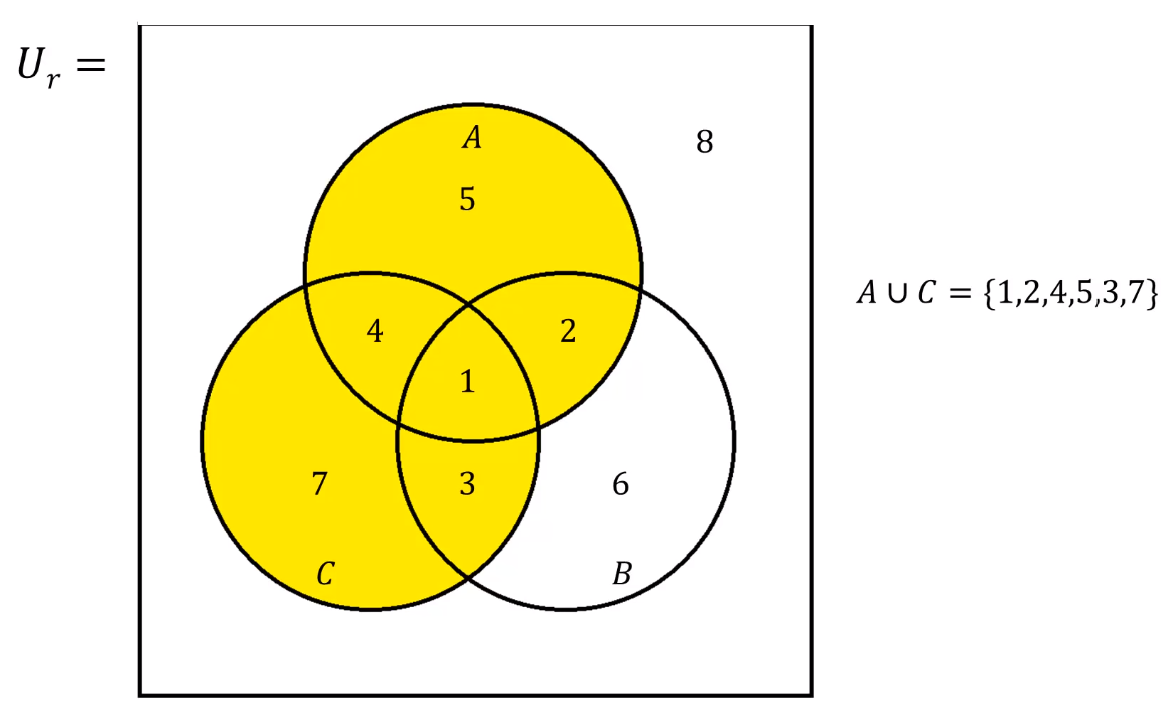 U_r =
A
8
5
A ∪ C = {1,2,4,5,3,7}
4 2
1
7 3 6
C B